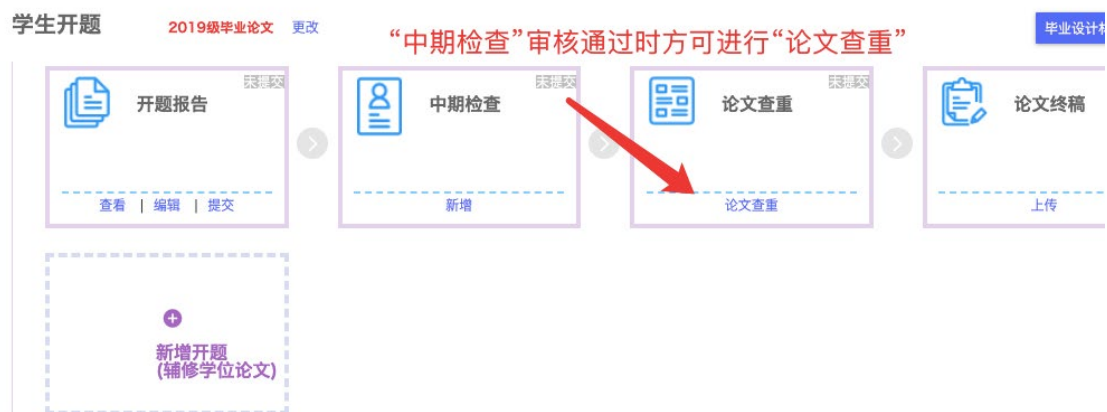 学生开题
2019级毕业论文 更改
“中期检查”审核通过时方可进行“论文查重”
毕业设计
开题报告 未提交
中期检查 未提交
论文查重 未提交
论文终稿
查看 | 编辑 | 提交
新增
论文查重
上传
新增开题
(辅修学位论文)